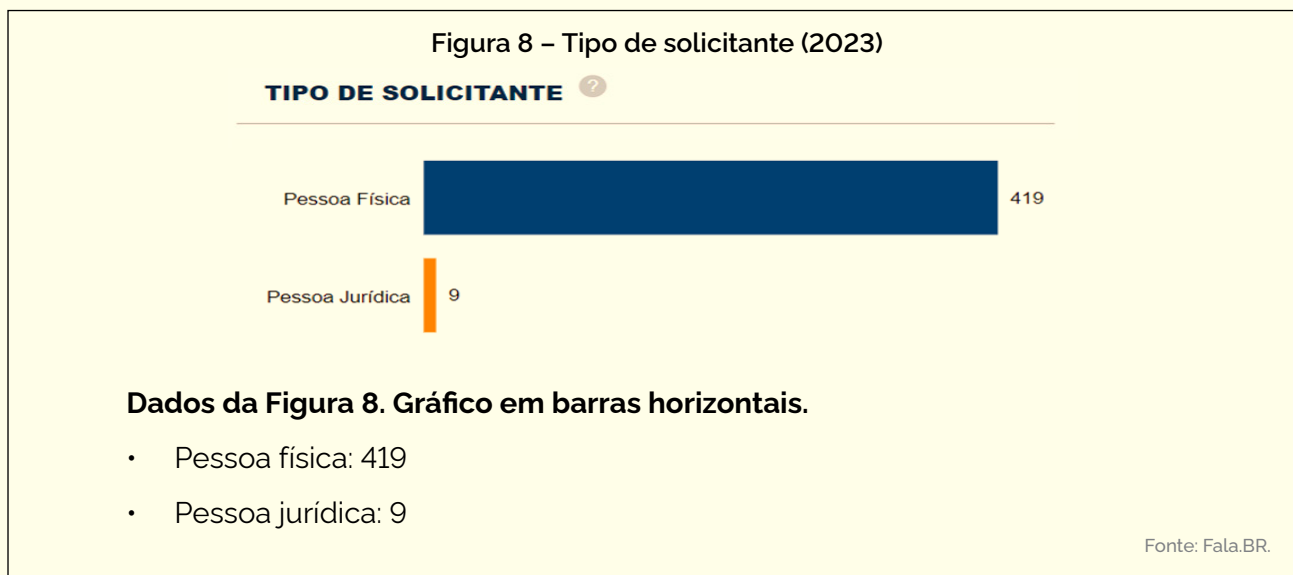 Figura 8 – Tipo de solicitante (2023)
TIPO DE SOLICITANTE ?
Pessoa Física 419
Pessoa Jurídica 9
Dados da Figura 8. Gráfico em barras horizontais.
• Pessoa física: 419
• Pessoa jurídica: 9
Fonte: Fala.BR.